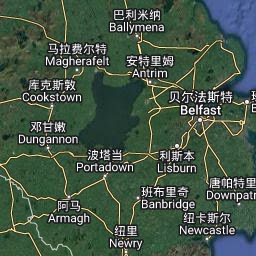 巴利米纳
Ballymena
马拉费尔特
Magherafelt
安特里姆
Antrim
库克斯敦
Cookstown
贝尔法斯特
Belfast
班
邓甘嫩
Dungannon
波塔当
Portadown
利斯本
Lisburn
唐帕特里
Downpatri
阿马
Armagh
班布里奇
Banbridge
纽卡斯尔
Newcastle
纽里
Newry